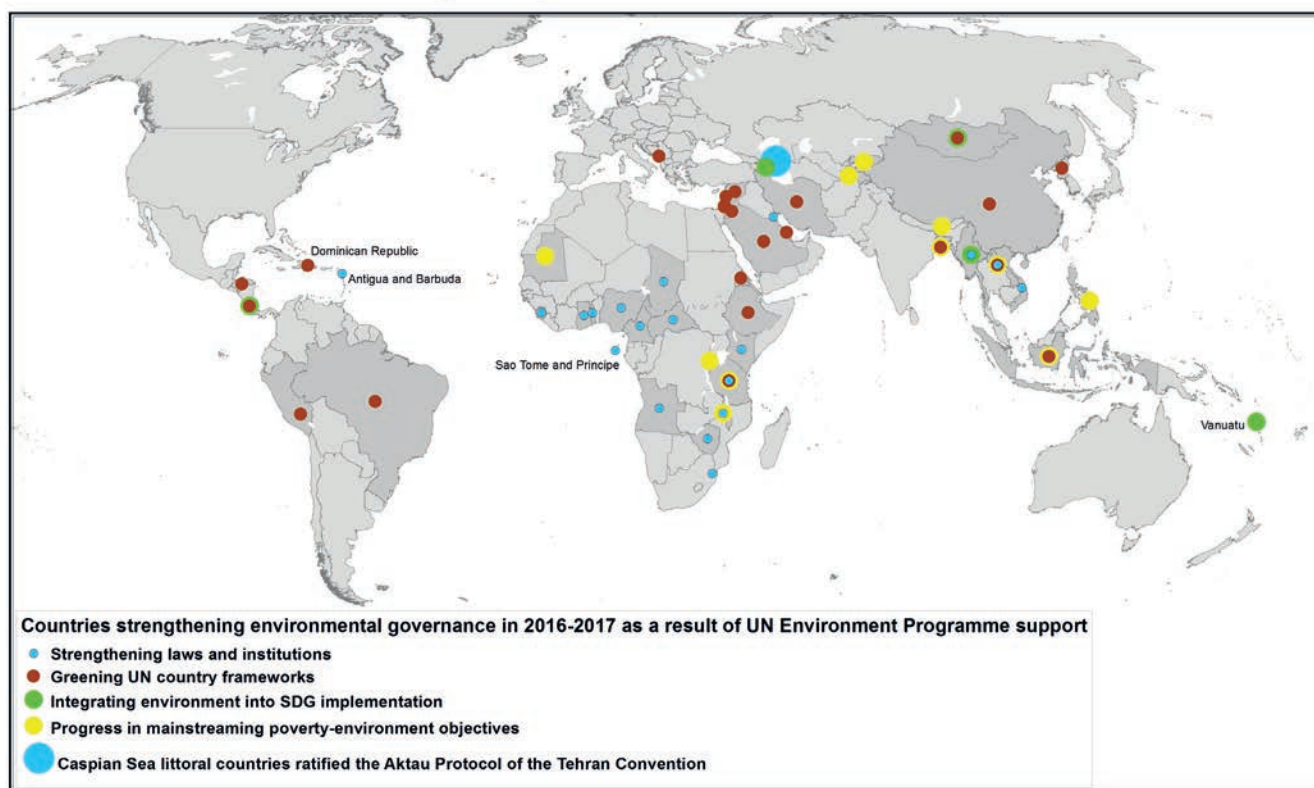 Dominican Republic
Antigua and Barbuda
Sao Tome and Principe
Vanuatu
Countries strengthening environmental governance in 2016-2017 as a result of UN Environment Programme support
Strengthening laws and institutions
Greening UN country frameworks
Integrating environment into SDG implementation
Progress in mainstreaming poverty-environment objectives
Caspian Sea littoral countries ratified the Aktau Protocol of the Tehran Convention